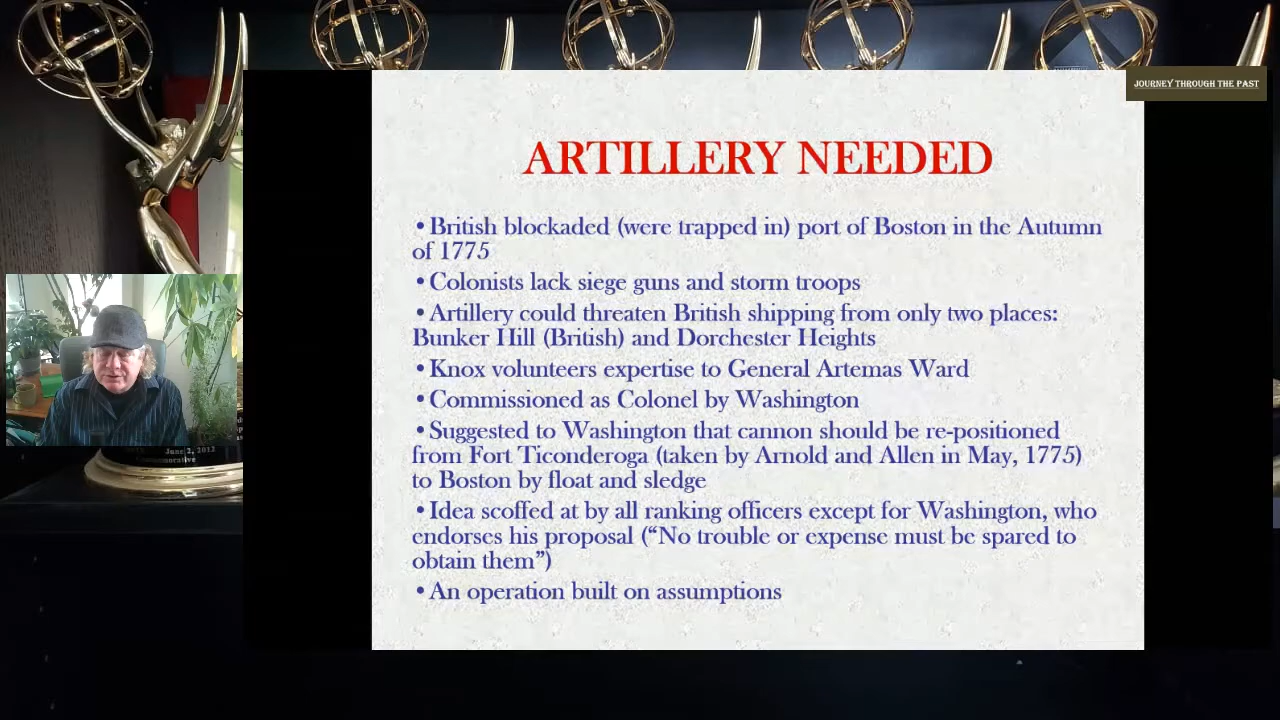 JOURNEY THROUGH THE PAST
ARTILLERY NEEDED
•British blockaded (were trapped in) port of Boston in the Autumn
of 1775
•Colonists lack siege guns and storm troops
•Artillery could threaten British shipping from only two places:
Bunker Hill (British) and Dorchester Heights
•Knox volunteers expertise to General Artemas Ward
•Commissioned as Colonel by Washington
•Suggested to Washington that cannon should be re-positioned
from Fort Ticonderoga (taken by Arnold and Allen in May, 1775)
to Boston by float and sledge
•Idea scoffed at by all ranking officers except for Washington, who
endorses his proposal (“No trouble or expense must be spared to
obtain them”)
•An operation built on assumptions
June 2, 2012
Commemorative